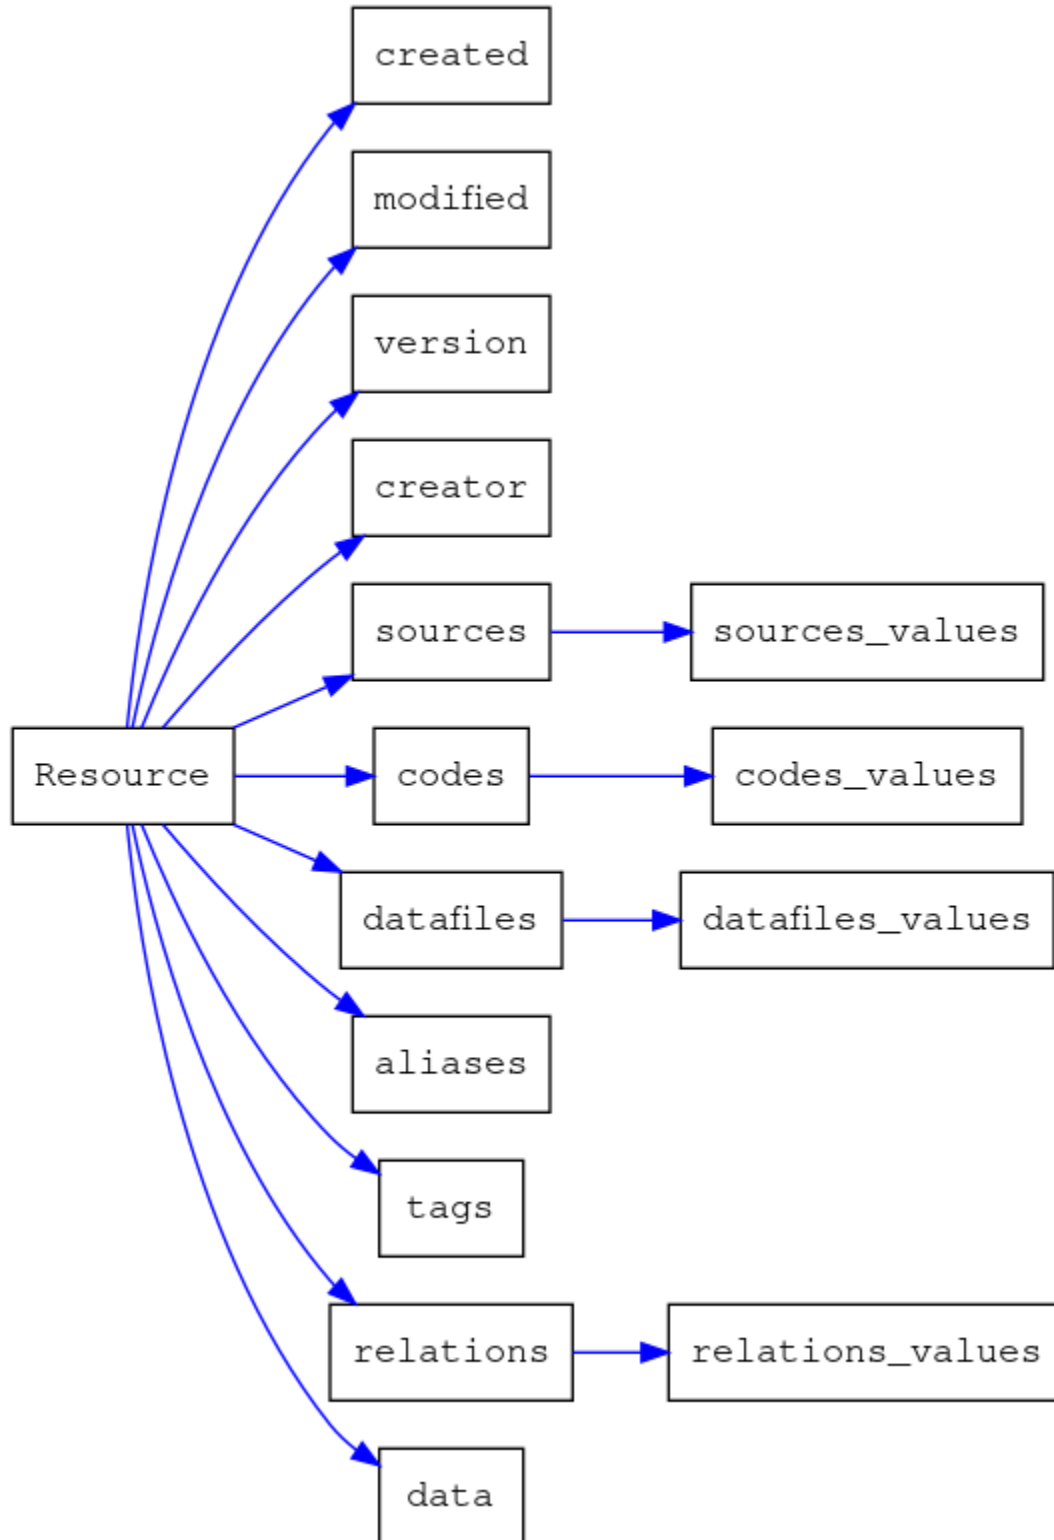 created
modified
version
creator
sources
sources_values
Resource
codes
codes_values
datafiles
datafiles_values
aliases
tags
relations
relations_values
data